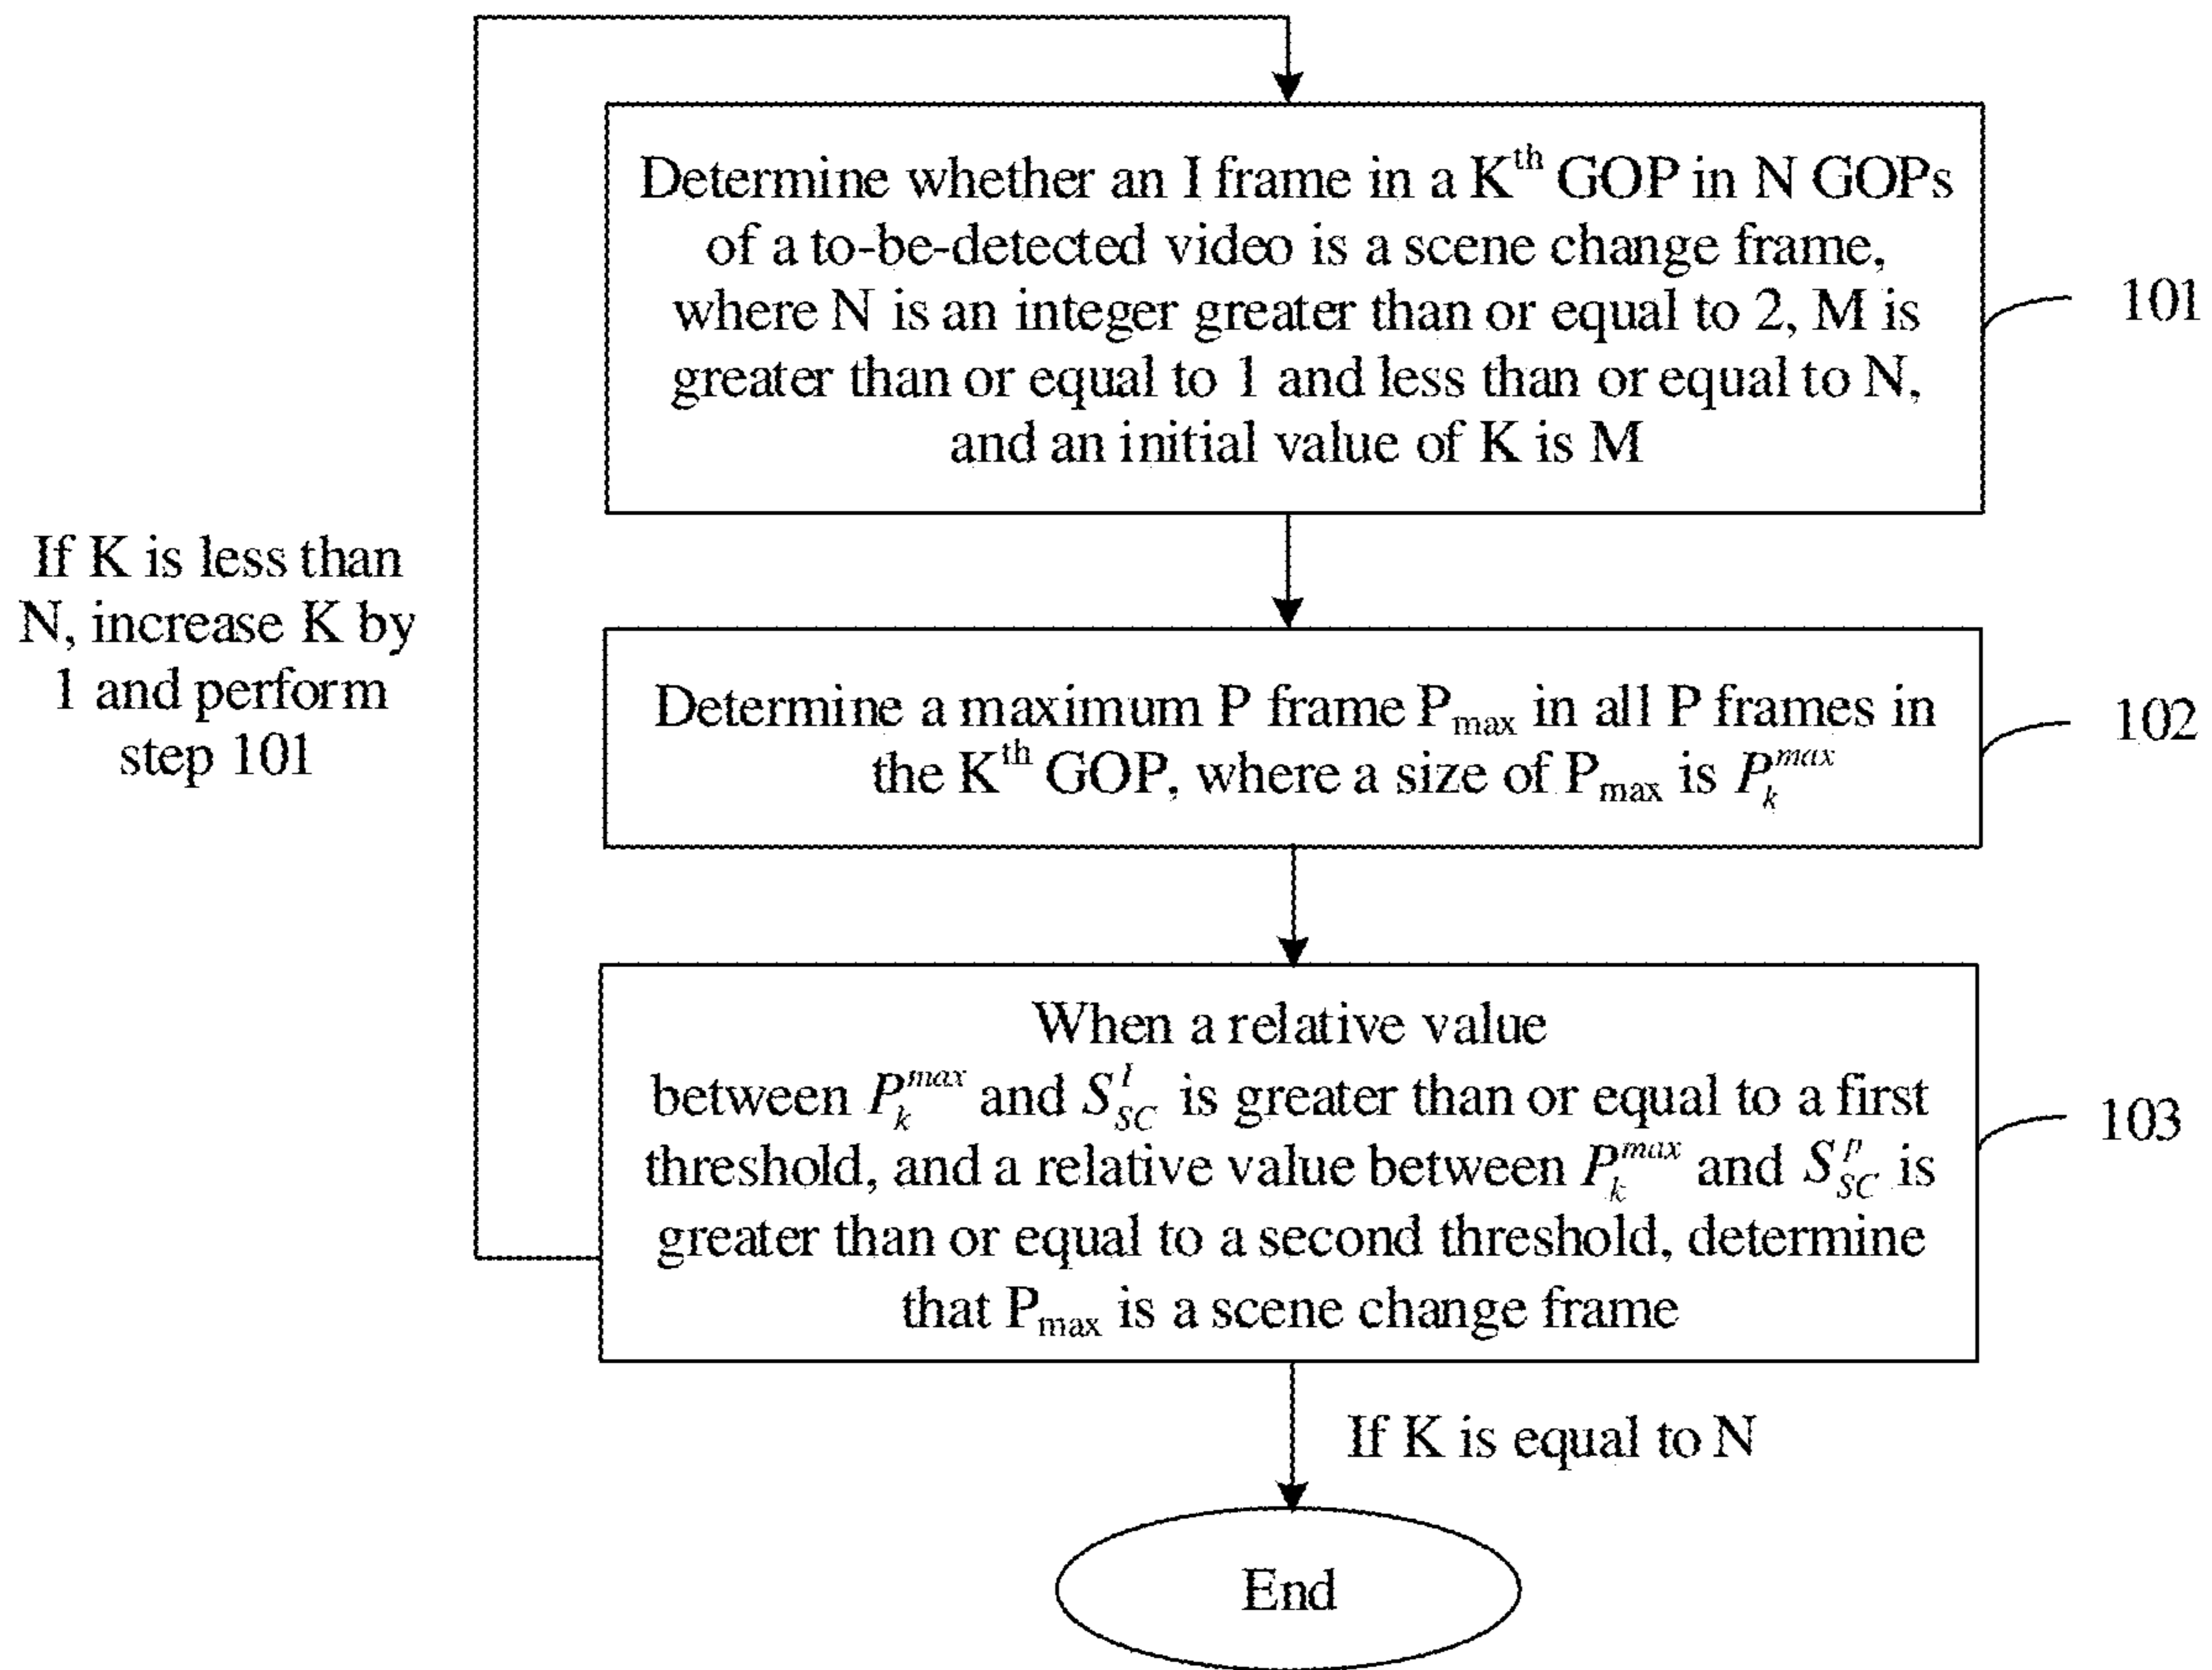 Determine whether an I frame in a Kᵗʰ GOP in N GOPs
of a to-be-detected video is a scene change frame,
where N is an integer greater than or equal to 2, M is
greater than or equal to 1 and less than or equal to N,
and an initial value of K is M
101
If K is less than
N, increase K by
1 and perform
step 101
Determine a maximum P frame P_max in all P frames in
the Kᵗʰ GOP, where a size of P_max is P_k^max
102
When a relative value
between P_k^max and S_SC^I is greater than or equal to a first
threshold, and a relative value between P_k^max and S_SC^p is
greater than or equal to a second threshold, determine
that P_max is a scene change frame
103
If K is equal to N
End